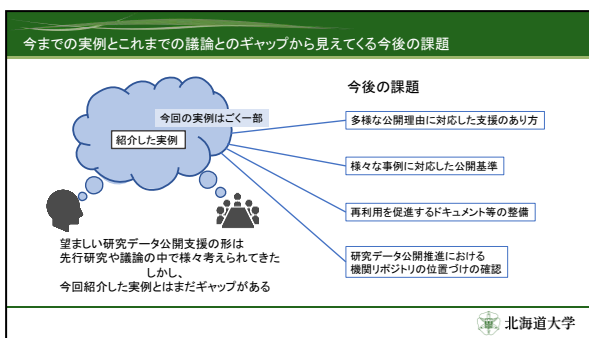 今までの実例とこれまでの議論とのギャップから見えてくる今後の課題
今後の課題
今回の実例はごく一部
紹介した実例
多様な公開理由に対応した支援のあり方
様々な事例に対応した公開基準
再利用を促進するドキュメント等の整備
研究データ公開推進における
機関リポジトリの位置づけの確認
望ましい研究データ公開支援の形は
先行研究や議論の中で様々考えられてきた
しかし、
今回紹介した実例とはまだギャップがある
北海道大学